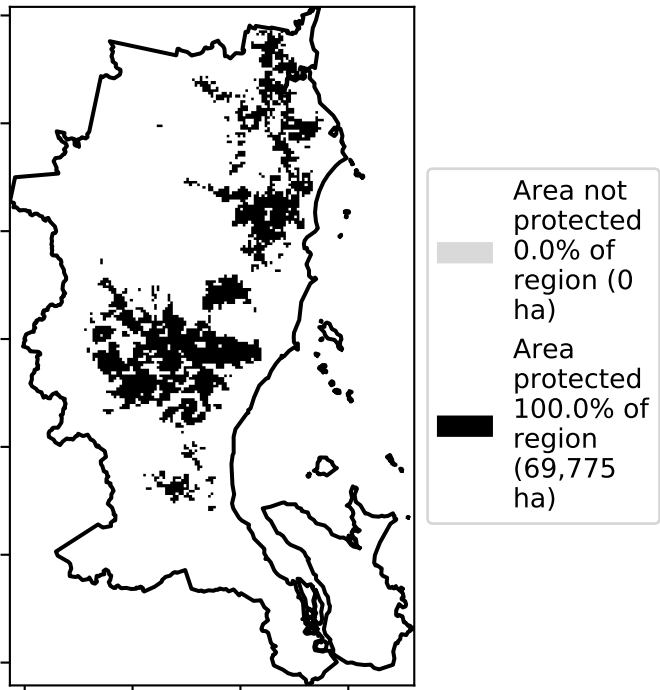 Area not
protected
0.0% of
region (0
ha)
Area
protected
100.0% of
region
(69,775
ha)